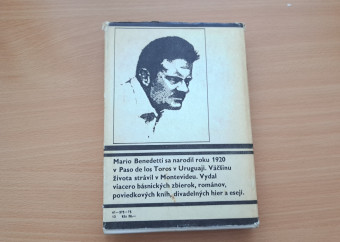 Mario Benedetti sa narodil roku 1920
v Paso de los Toros v Uruguaji. Väčšinu
života strávil v Montevideu. Vydal
viacero básnických zbierok, románov,
poviedkových kníh, divadelných hier a esejí.